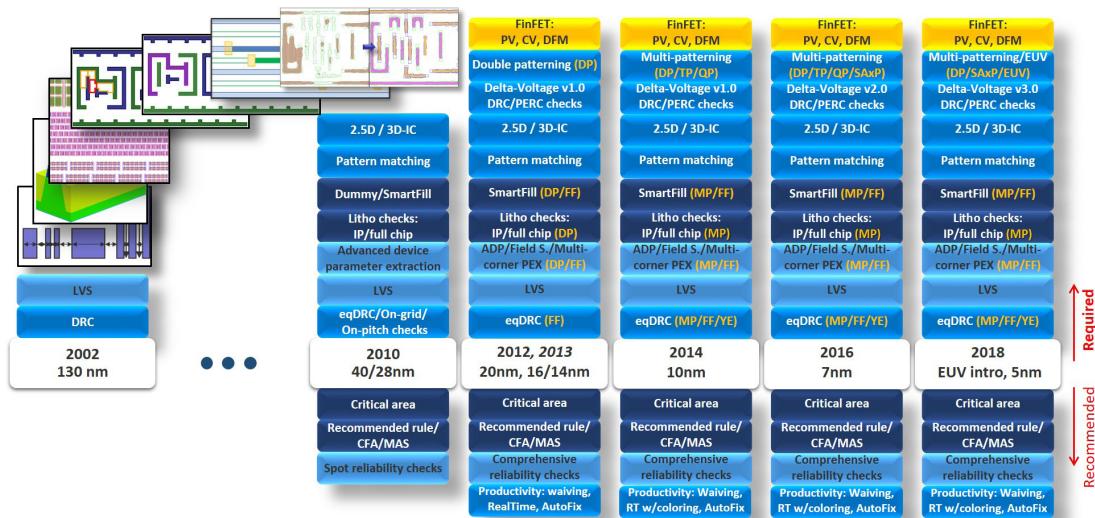 LVS
DRC
2002
130 nm
2.5D / 3D-IC
Pattern matching
Dummy/SmartFill
Litho checks:
IP/full chip
Advanced device
parameter extraction
LVS
eqDRC/On-grid/
On-pitch checks
2010
40/28nm
Critical area
Recommended rule/
CFA/MAS
Spot reliability checks
FinFET:
PV, CV, DFM
Double patterning (DP)
Delta-Voltage v1.0
DRC/PERC checks
2.5D / 3D-IC
Pattern matching
SmartFill (DP/FF)
Litho checks:
IP/full chip (DP)
ADP/Field S./Multi-
corner PEX (DP/FF)
LVS
eqDRC (FF)
2012, 2013
20nm, 16/14nm
Critical area
Recommended rule/
CFA/MAS
Comprehensive
reliability checks
Productivity: waiving,
RealTime, AutoFix
FinFET:
PV, CV, DFM
Multi-patterning
(DP/TP/QP)
Delta-Voltage v1.0
DRC/PERC checks
2.5D / 3D-IC
Pattern matching
SmartFill (MP/FF)
Litho checks:
IP/full chip (MP)
ADP/Field S./Multi-
corner PEX (MP/FF)
LVS
eqDRC (MP/FF/YE)
2014
10nm
Critical area
Recommended rule/
CFA/MAS
Comprehensive
reliability checks
Productivity: Waiving,
RT w/coloring, AutoFix
FinFET:
PV, CV, DFM
Multi-patterning
(DP/TP/QP/SAxP)
Delta-Voltage v2.0
DRC/PERC checks
2.5D / 3D-IC
Pattern matching
SmartFill (MP/FF)
Litho checks:
IP/full chip (MP)
ADP/Field S./Multi-
corner PEX (MP/FF)
LVS
eqDRC (MP/FF/YE)
2016
7nm
Critical area
Recommended rule/
CFA/MAS
Comprehensive
reliability checks
Productivity: Waiving,
RT w/coloring, AutoFix
FinFET:
PV, CV, DFM
Multi-patterning/EUV
(DP/SAxP/EUV)
Delta-Voltage v3.0
DRC/PERC checks
2.5D / 3D-IC
Pattern matching
SmartFill (MP/FF)
Litho checks:
IP/full chip (MP)
ADP/Field S./Multi-
corner PEX (MP/FF)
LVS
eqDRC (MP/FF/YE)
2018
EUV intro, 5nm
Critical area
Recommended rule/
CFA/MAS
Comprehensive
reliability checks
Productivity: Waiving,
RT w/coloring, AutoFix
Required
Recommended